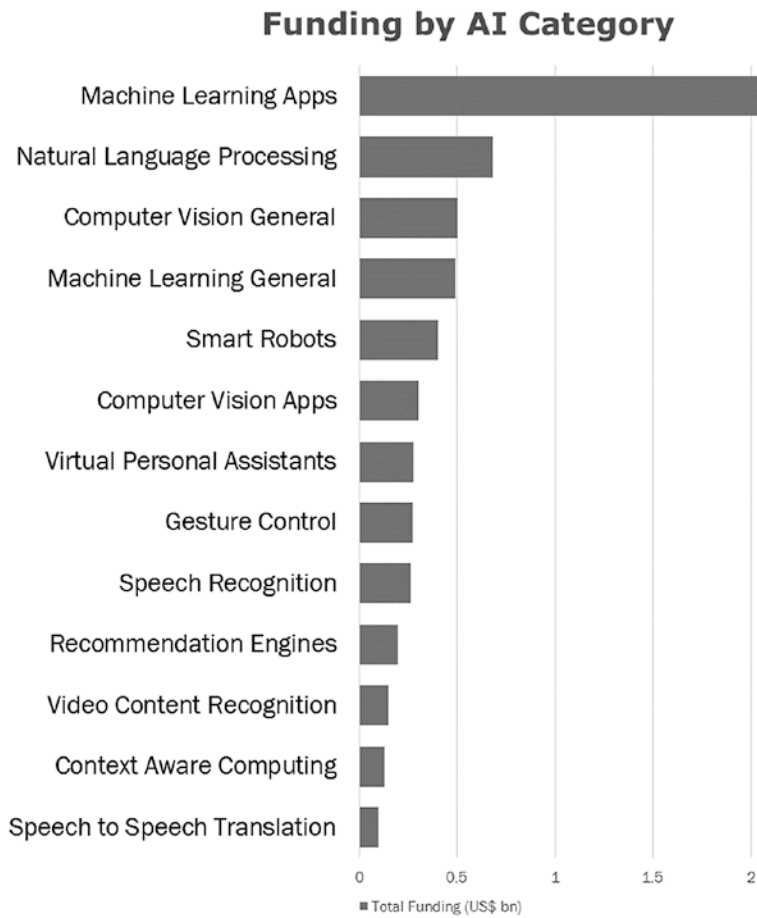 Funding by AI Category
Machine Learning Apps
Natural Language Processing
Computer Vision General
Machine Learning General
Smart Robots
Computer Vision Apps
Virtual Personal Assistants
Gesture Control
Speech Recognition
Recommendation Engines
Video Content Recognition
Context Aware Computing
Speech to Speech Translation
0 0.5 1 1.5 2
Total Funding (US$ bn)